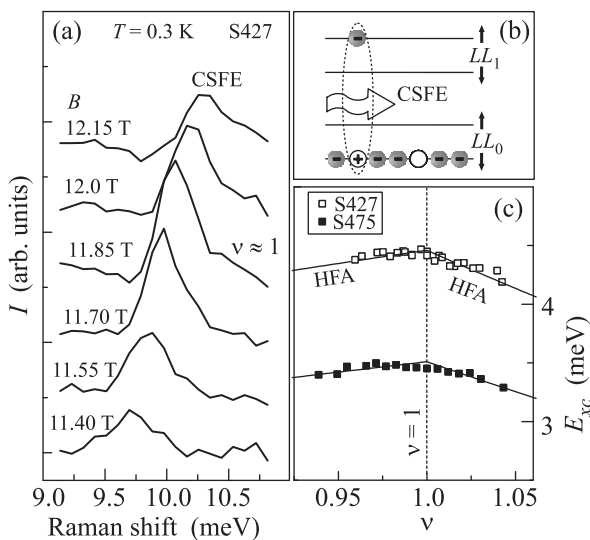 (a)
T = 0.3 K
S427
CSFE
B
12.15 T
12.0 T
11.85 T
ν ≈ 1
11.70 T
11.55 T
11.40 T
I (arb. units)
9.0 9.5 10.0 10.5
Raman shift (meV)
(b)
LL₁
CSFE
LL₀
(c)
S427
S475
HFA
HFA
ν = 1
4
3
E_xc (meV)
0.95 1.0 1.05
ν